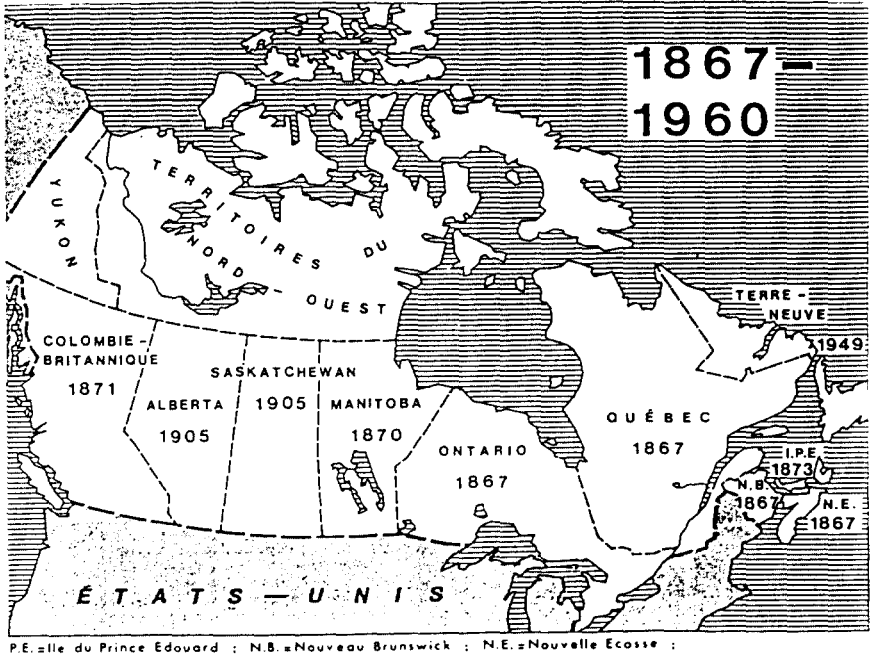 1867–
1960
YUKON
TERRITOIRES DU
NORD-OUEST
TERRE-
NEUVE
1949
COLOMBIE-
BRITANNIQUE
1871
ALBERTA
1905
SASKATCHEWAN
1905
MANITOBA
1870
ONTARIO
1867
QUÉBEC
1867
I.P.E.
1873
N.B.
1867
N.E.
1867
ÉTATS-UNIS
P.E.=Ile du Prince Edouard ; N.B.=Nouveau Brunswick ; N.E.=Nouvelle Ecosse ;